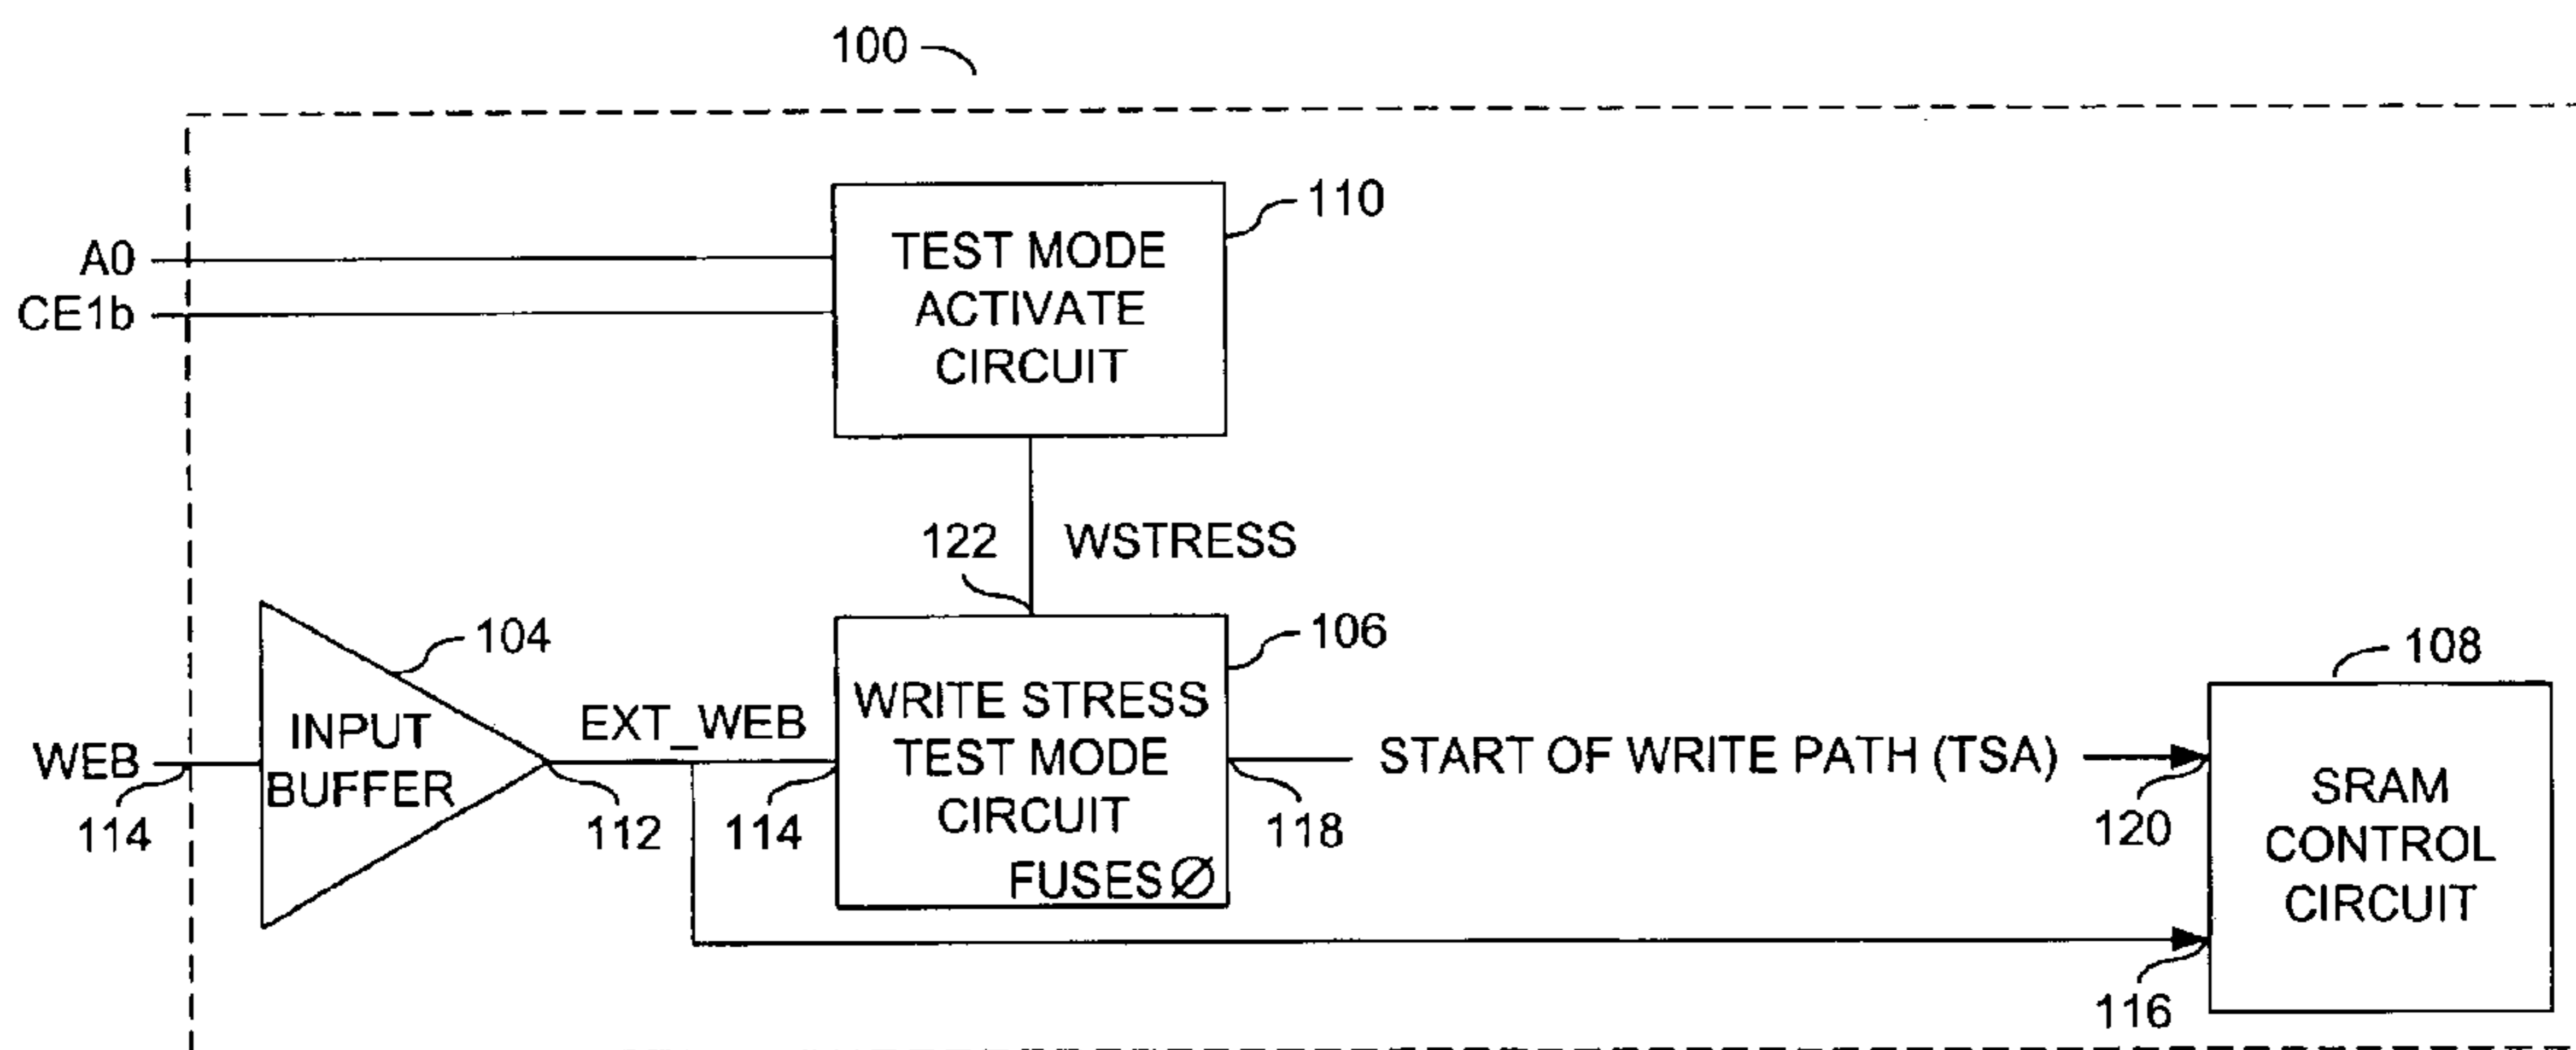 100
110
A0
CE1b
TEST MODE
ACTIVATE
CIRCUIT
122
WSTRESS
104
106
108
WEB
114
INPUT
BUFFER
EXT_WEB
112
114
WRITE STRESS
TEST MODE
CIRCUIT
FUSES∅
118
START OF WRITE PATH (TSA)
120
116
SRAM
CONTROL
CIRCUIT